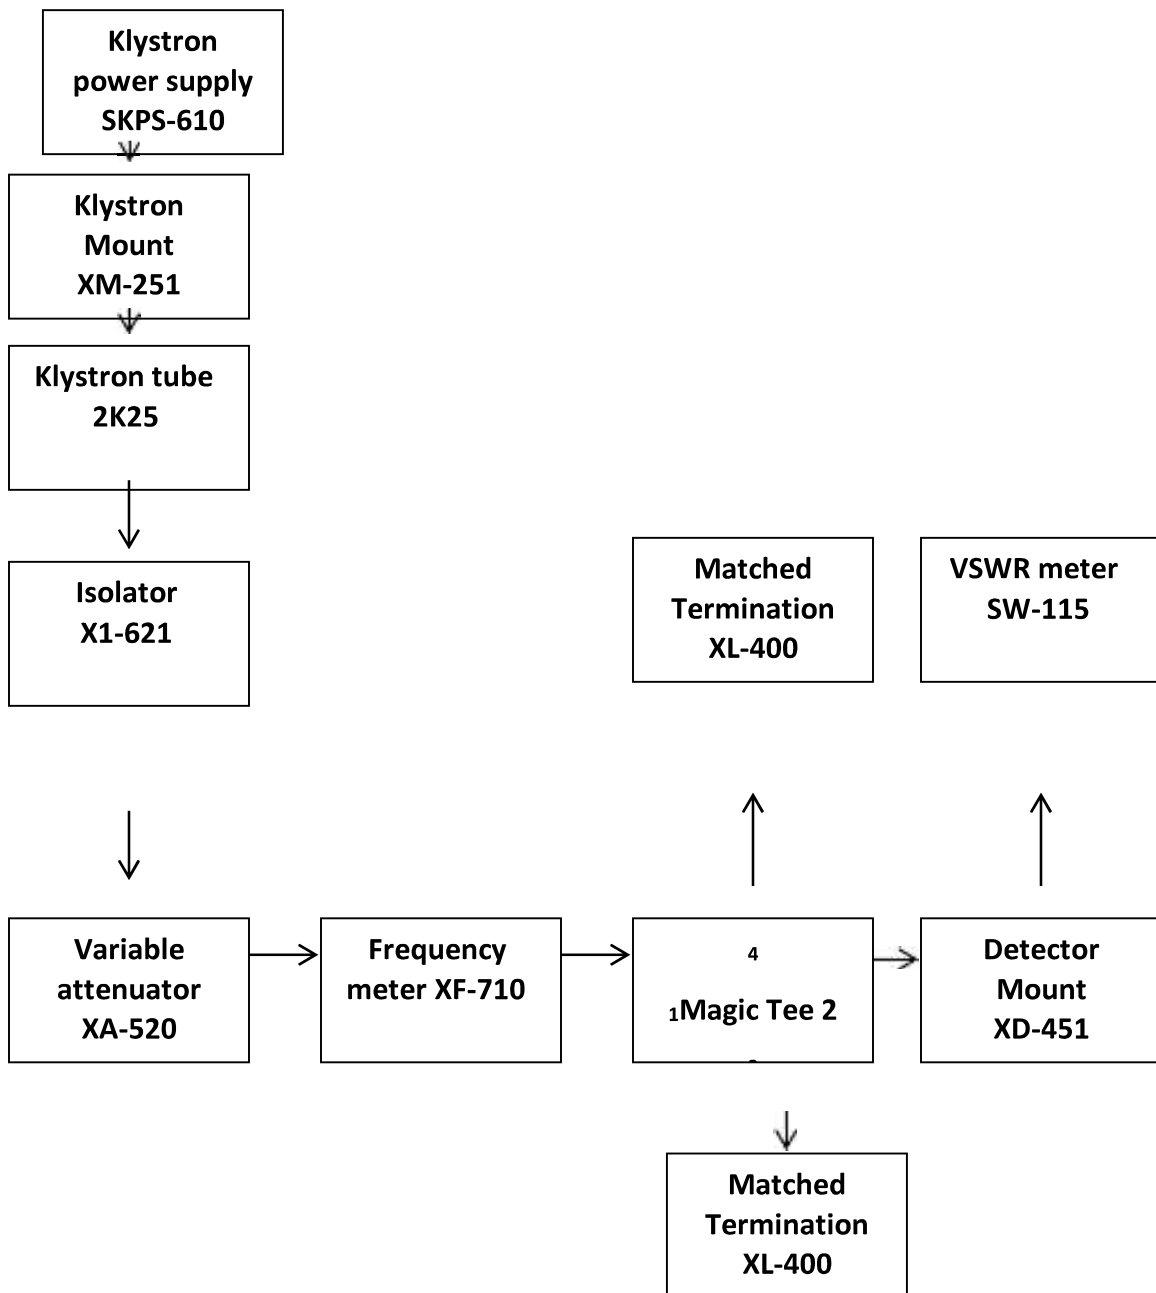 Klystron
power supply
SKPS-610
Klystron
Mount
XM-251
Klystron tube
2K25
Isolator
X1-621
Matched
Termination
XL-400
VSWR meter
SW-115
Variable
attenuator
XA-520
Frequency
meter XF-710
4
1Magic Tee 2
Detector
Mount
XD-451
Matched
Termination
XL-400